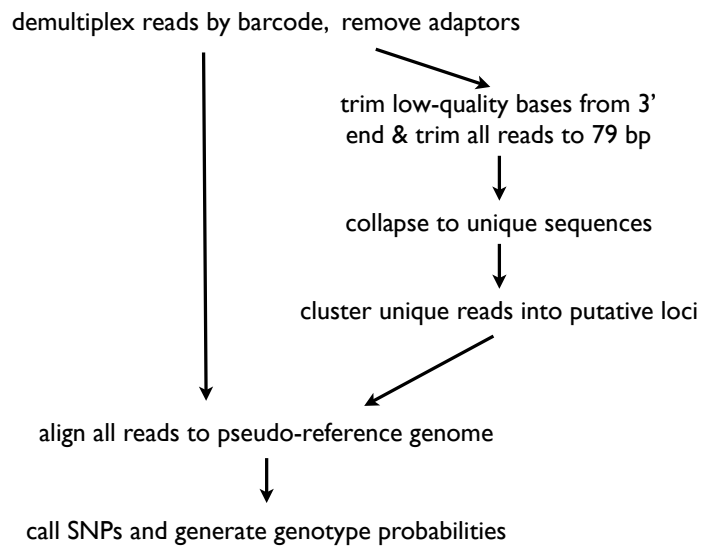 demultiplex reads by barcode, remove adaptors
trim low-quality bases from 3’
end & trim all reads to 79 bp
collapse to unique sequences
cluster unique reads into putative loci
align all reads to pseudo-reference genome
call SNPs and generate genotype probabilities